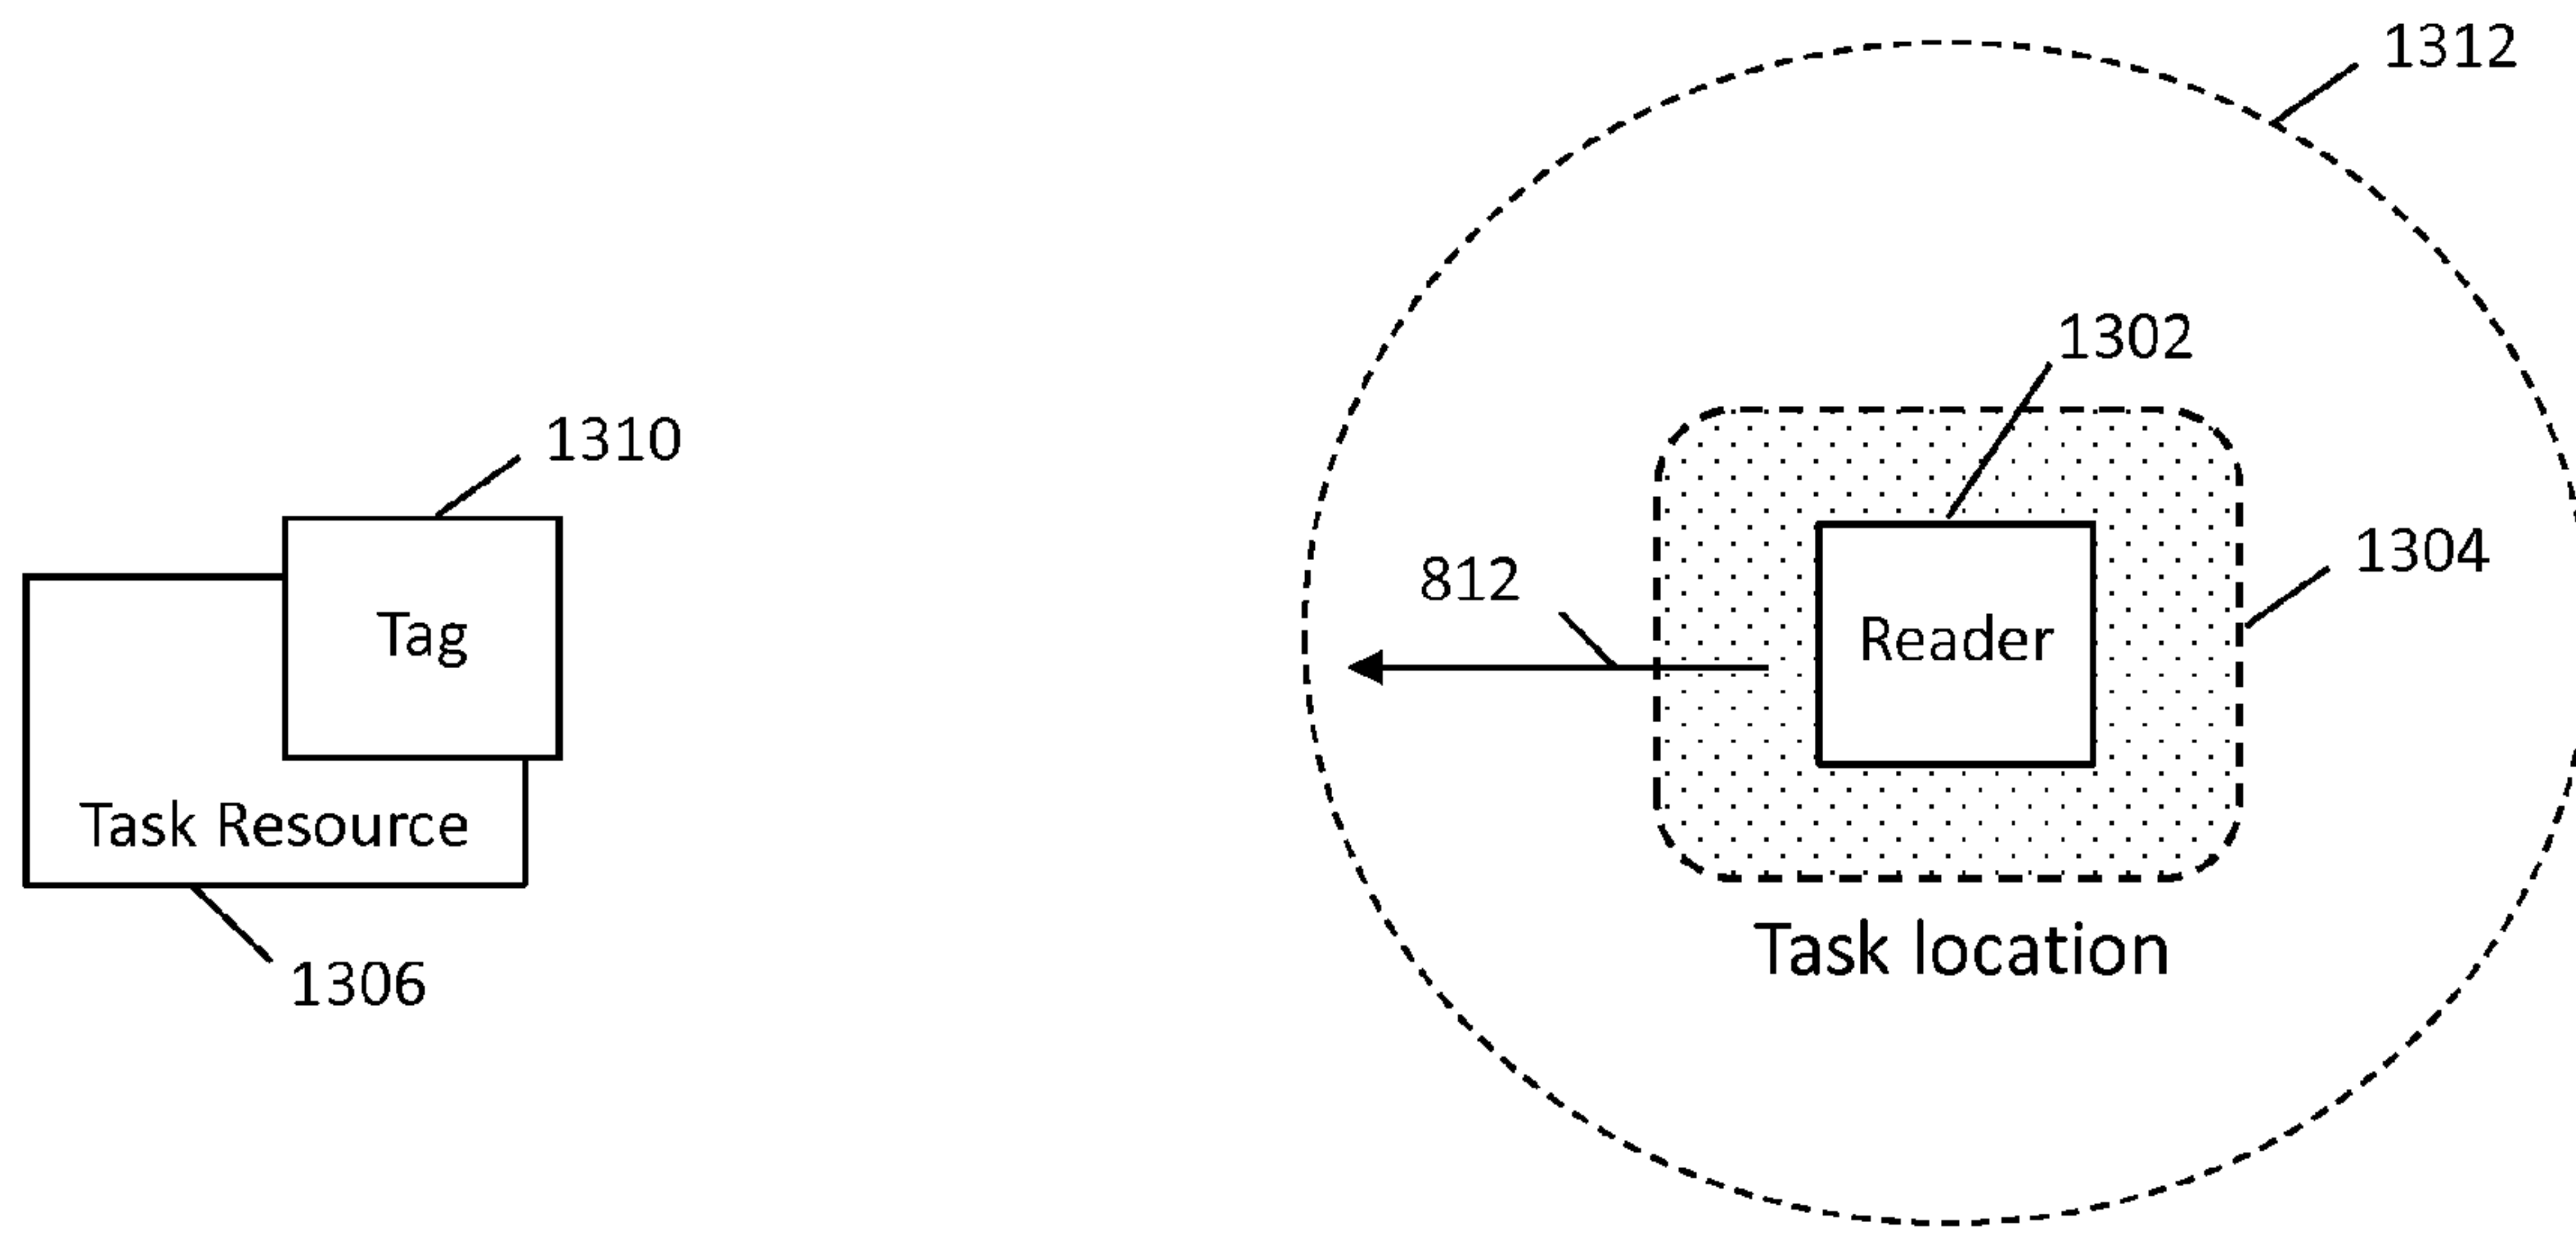 1312
1302
1310
1304
812
Tag
Reader
Task Resource
Task location
1306